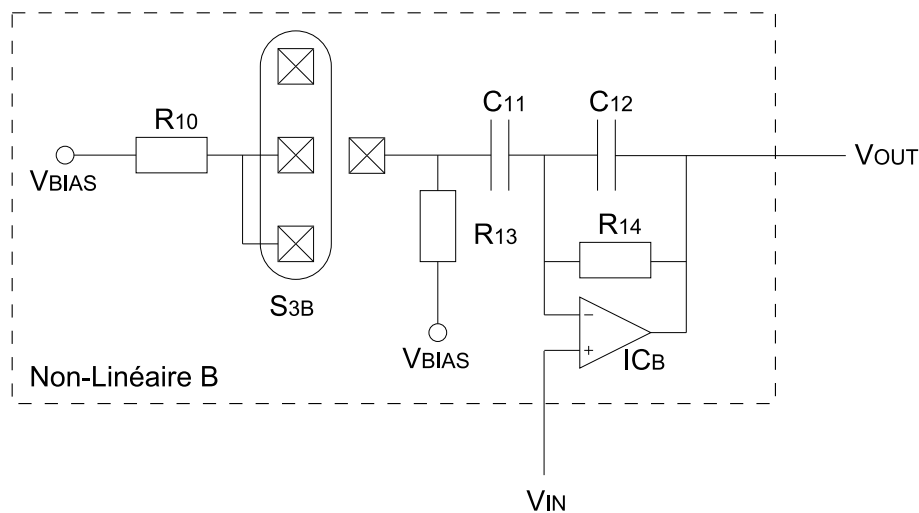 C11
C12
R10
VBIAS
VOUT
R13
R14
S3B
VBIAS
−
+
ICB
Non-Linéaire B
VIN